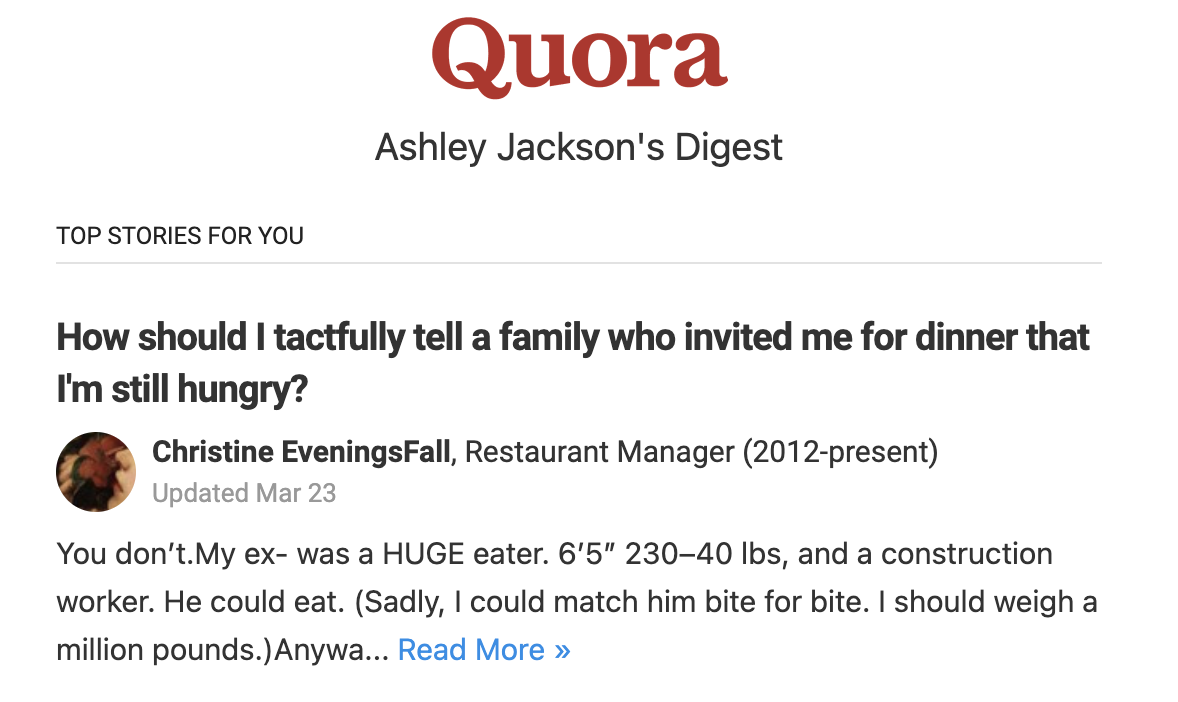 Quora
Ashley Jackson's Digest
TOP STORIES FOR YOU
How should I tactfully tell a family who invited me for dinner that
I'm still hungry?
Christine EveningsFall, Restaurant Manager (2012-present)
Updated Mar 23
You don’t.My ex- was a HUGE eater. 6’5” 230–40 lbs, and a construction
worker. He could eat. (Sadly, I could match him bite for bite. I should weigh a
million pounds.)Anywa... Read More »